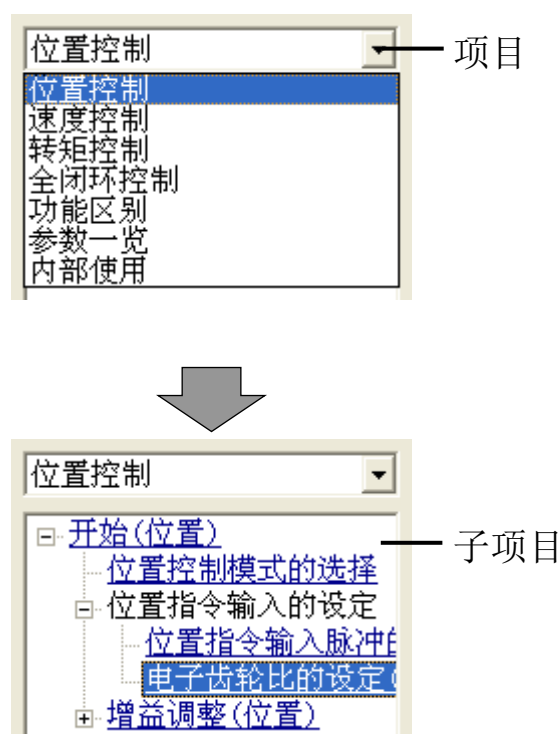 位置控制
项目
位置控制
速度控制
转矩控制
全闭环控制
功能区别
参数一览
内部使用
位置控制
开始(位置)
子项目
位置控制模式的选择
位置指令输入的设定
位置指令输入脉冲
电子齿轮比的设定(
增益调整(位置)